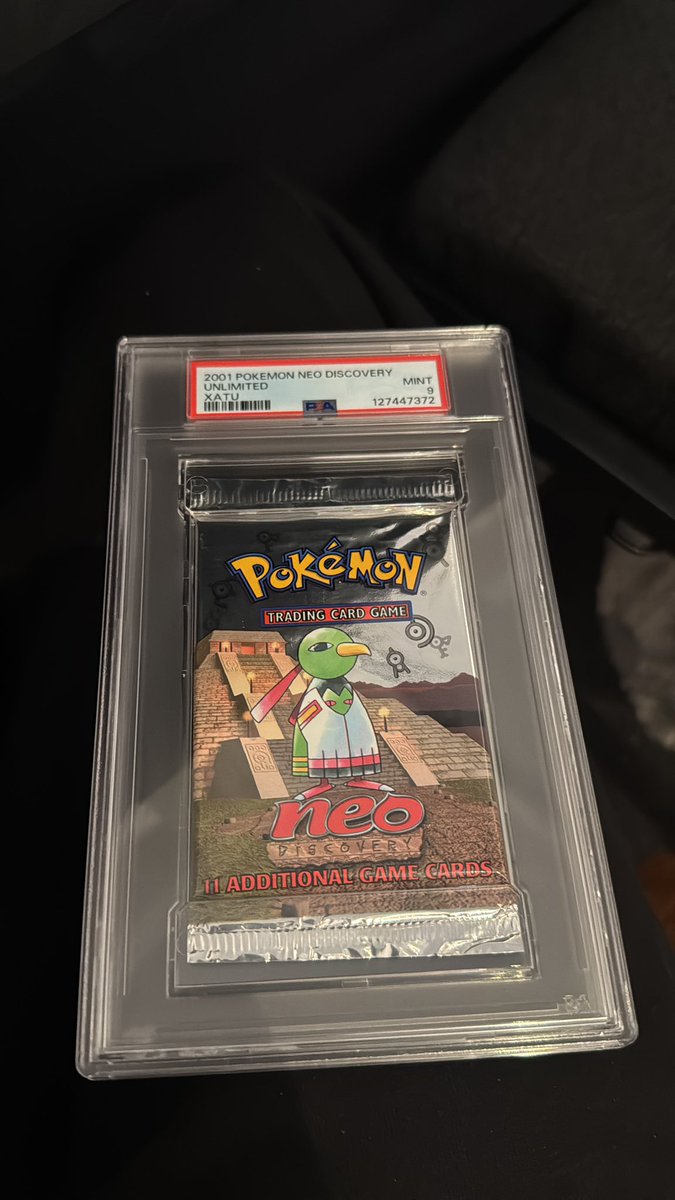 2001 POKEMON NEO DISCOVERY
UNLIMITED MINT
XATU 9
PSA 127447372
POKéMON®
TRADING CARD GAME
neo
DISCOVERY
11 ADDITIONAL GAME CARDS